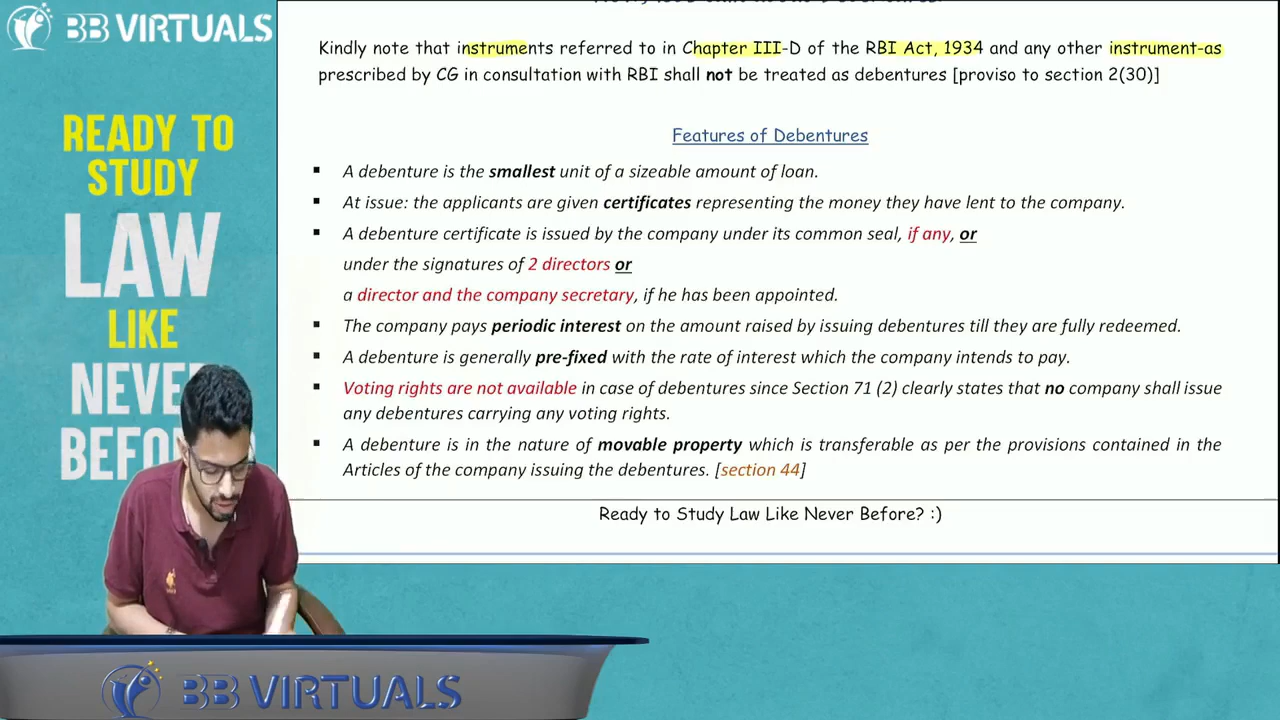 BB VIRTUALS
Kindly note that instruments referred to in Chapter III-D of the RBI Act, 1934 and any other instrument-as
prescribed by CG in consultation with RBI shall not be treated as debentures [proviso to section 2(30)]
READY TO
STUDY
LAW
LIKE
NEVER
BEFO
Features of Debentures
▪ A debenture is the smallest unit of a sizeable amount of loan.
▪ At issue: the applicants are given certificates representing the money they have lent to the company.
▪ A debenture certificate is issued by the company under its common seal, if any, or
under the signatures of 2 directors or
a director and the company secretary, if he has been appointed.
▪ The company pays periodic interest on the amount raised by issuing debentures till they are fully redeemed.
▪ A debenture is generally pre-fixed with the rate of interest which the company intends to pay.
▪ Voting rights are not available in case of debentures since Section 71 (2) clearly states that no company shall issue
any debentures carrying any voting rights.
▪ A debenture is in the nature of movable property which is transferable as per the provisions contained in the
Articles of the company issuing the debentures. [section 44]
Ready to Study Law Like Never Before? :)
BB VIRTUALS